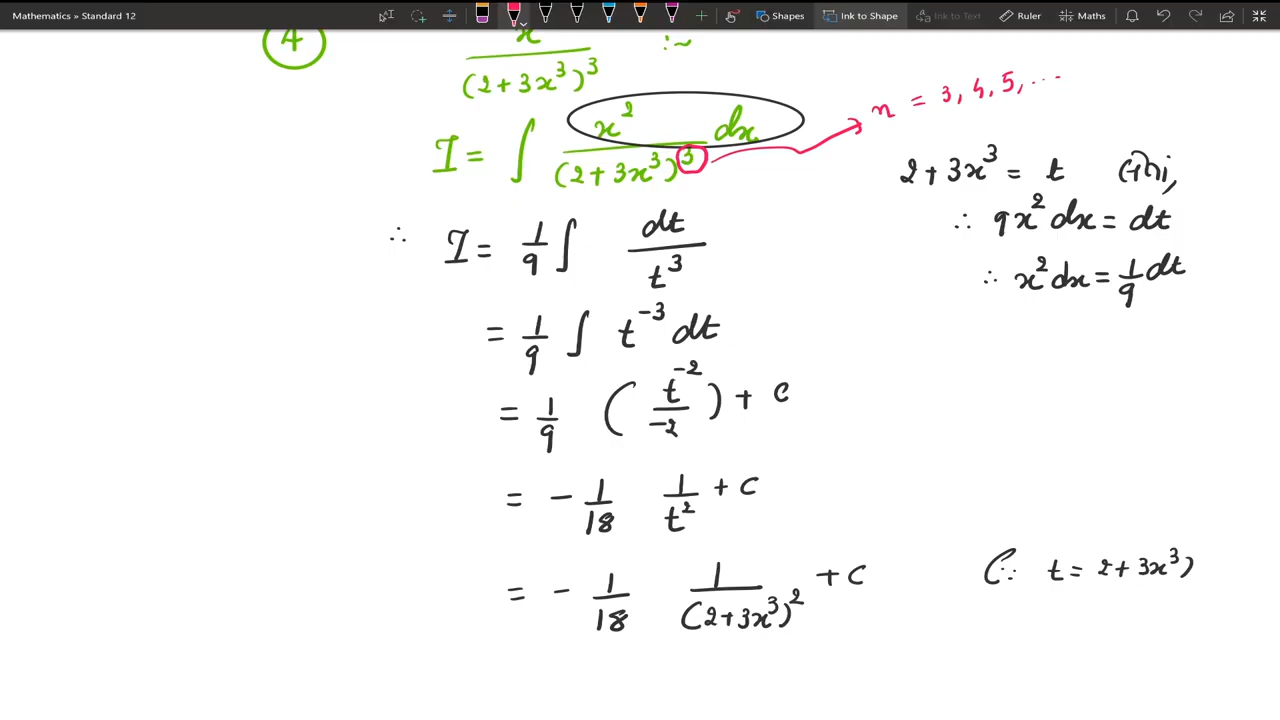 Mathematics » Standard 12
Shapes Ink to Shape Ink to Text Ruler Maths
4
(2+3x³)³ :~
I = ∫ x² dx / (2+3x³)³ → n = 3, 4, 5, ...
2+3x³ = t
∴ 9x² dx = dt
∴ x² dx = 1/9 dt
∴ I = 1/9 ∫ dt / t³
= 1/9 ∫ t⁻³ dt
= 1/9 ( t⁻² / -2 ) + c
= - 1/18 1/t² + c
= - 1/18 1/(2+3x³)² + c (∵ t = 2+3x³)